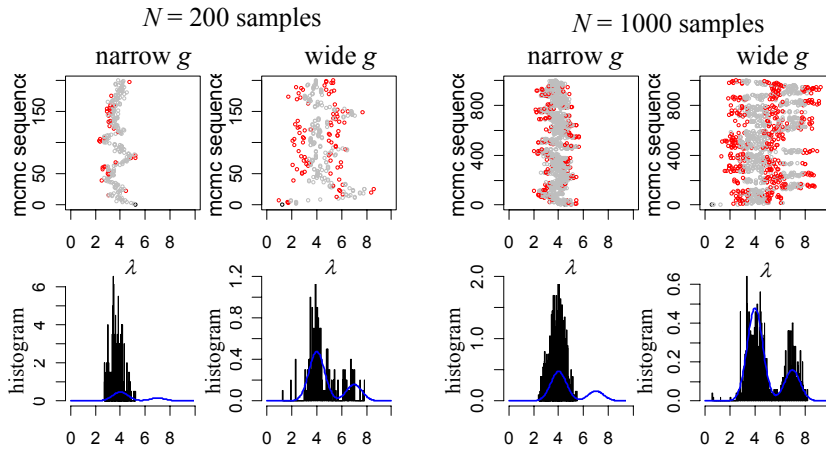 N = 200 samples
N = 1000 samples
narrow g
wide g
narrow g
wide g
mcmc sequence
0 50 150
0 2 4 6 8
λ
mcmc sequence
0 50 150
0 2 4 6 8
mcmc sequence
0 400 800
0 2 4 6 8
λ
mcmc sequence
0 400 800
0 2 4 6 8
histogram
0 2 4 6
0 2 4 6 8
histogram
0.0 0.4 0.8 1.2
0 2 4 6 8
histogram
0.0 1.0 2.0
0 2 4 6 8
histogram
0.0 0.2 0.4 0.6
0 2 4 6 8